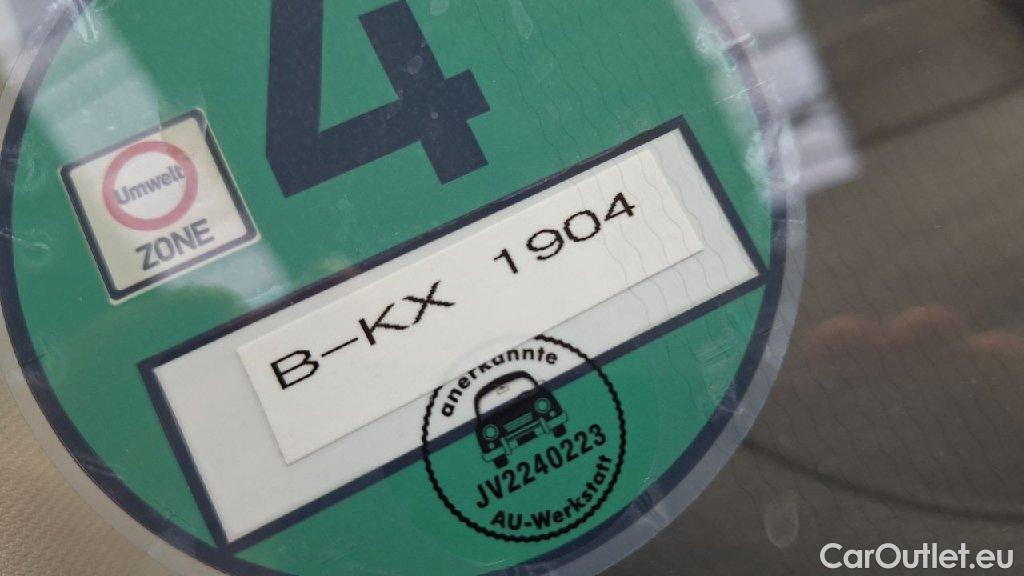 4
Umwelt
ZONE
B-KX 1904
anerkannte
JV2240223
AU-Werkstatt
CarOutlet.eu